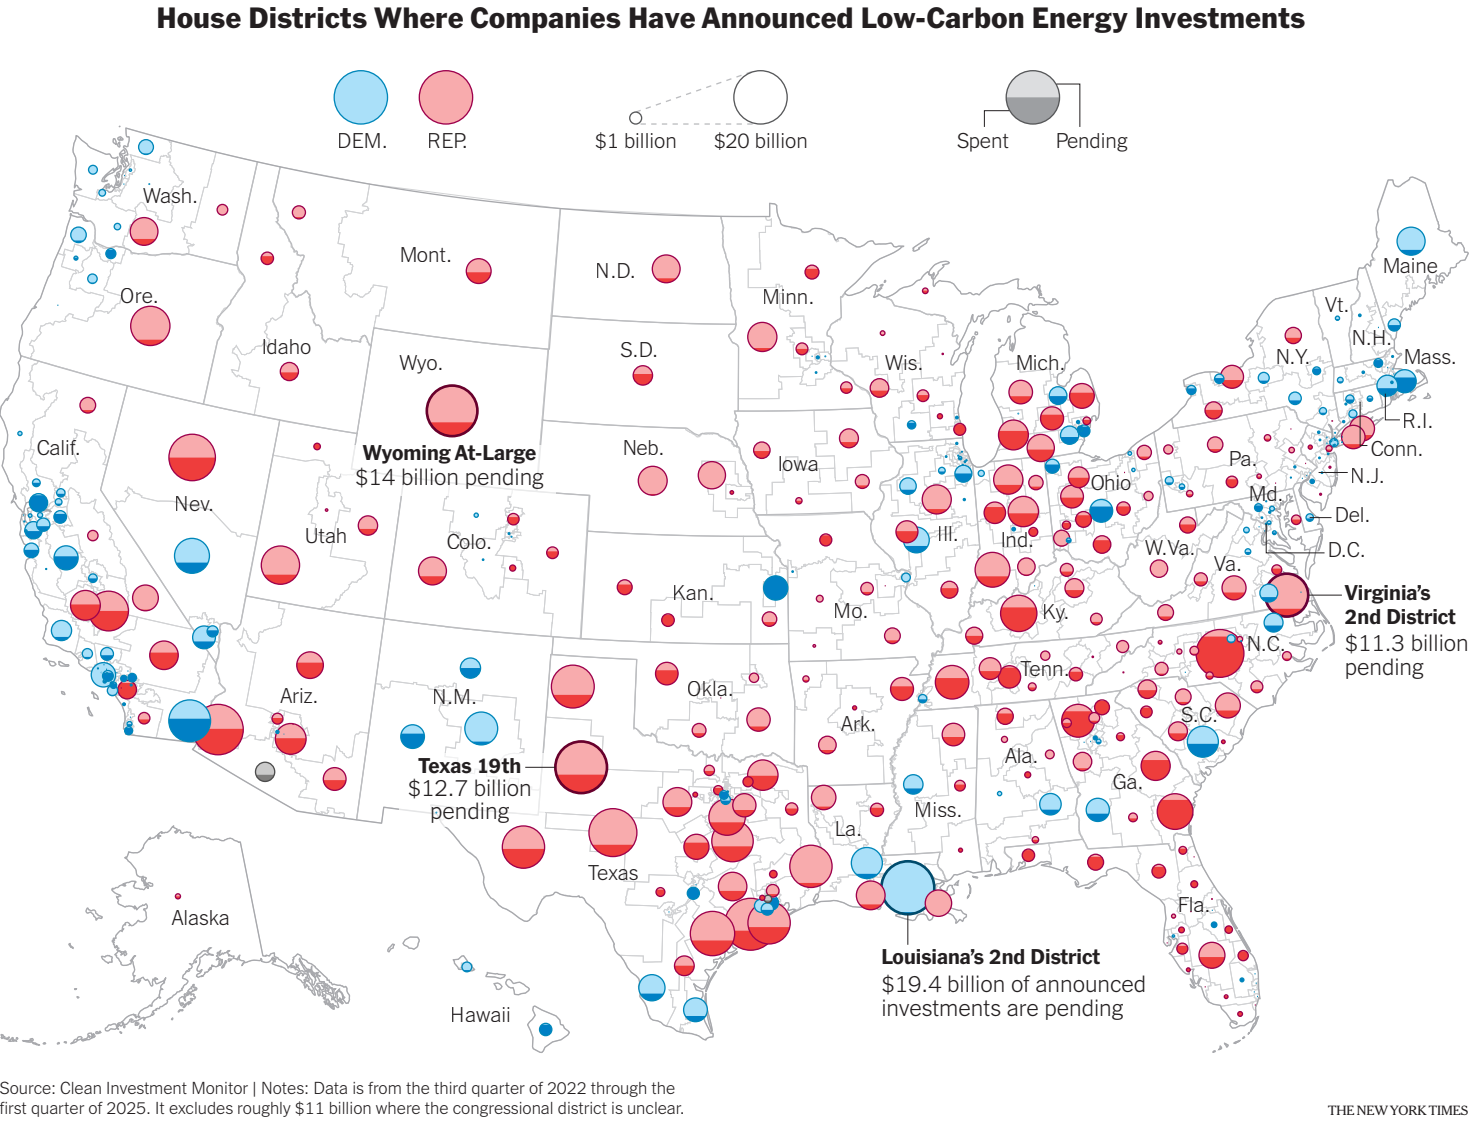 House Districts Where Companies Have Announced Low-Carbon Energy Investments
DEM.
REP.
$1 billion
$20 billion
Spent
Pending
Wash.
Mont.
N.D.
Minn.
Maine
Ore.
Idaho
Wyo.
S.D.
Wis.
Mich.
Vt.
N.H.
N.Y.
Mass.
R.I.
Conn.
Calif.
Wyoming At-Large
$14 billion pending
Neb.
Iowa
Pa.
N.J.
Nev.
Utah
Colo.
Ill.
Ind.
Ohio
Md.
Del.
D.C.
W.Va.
Va.
Kan.
Mo.
Ky.
Virginia's
2nd District
$11.3 billion
pending
Ariz.
N.M.
Okla.
Ark.
Tenn.
N.C.
S.C.
Texas 19th
$12.7 billion
pending
Texas
La.
Miss.
Ala.
Ga.
Fla.
Alaska
Hawaii
Louisiana's 2nd District
$19.4 billion of announced
investments are pending
Source: Clean Investment Monitor | Notes: Data is from the third quarter of 2022 through the
first quarter of 2025. It excludes roughly $11 billion where the congressional district is unclear.
THE NEW YORK TIMES